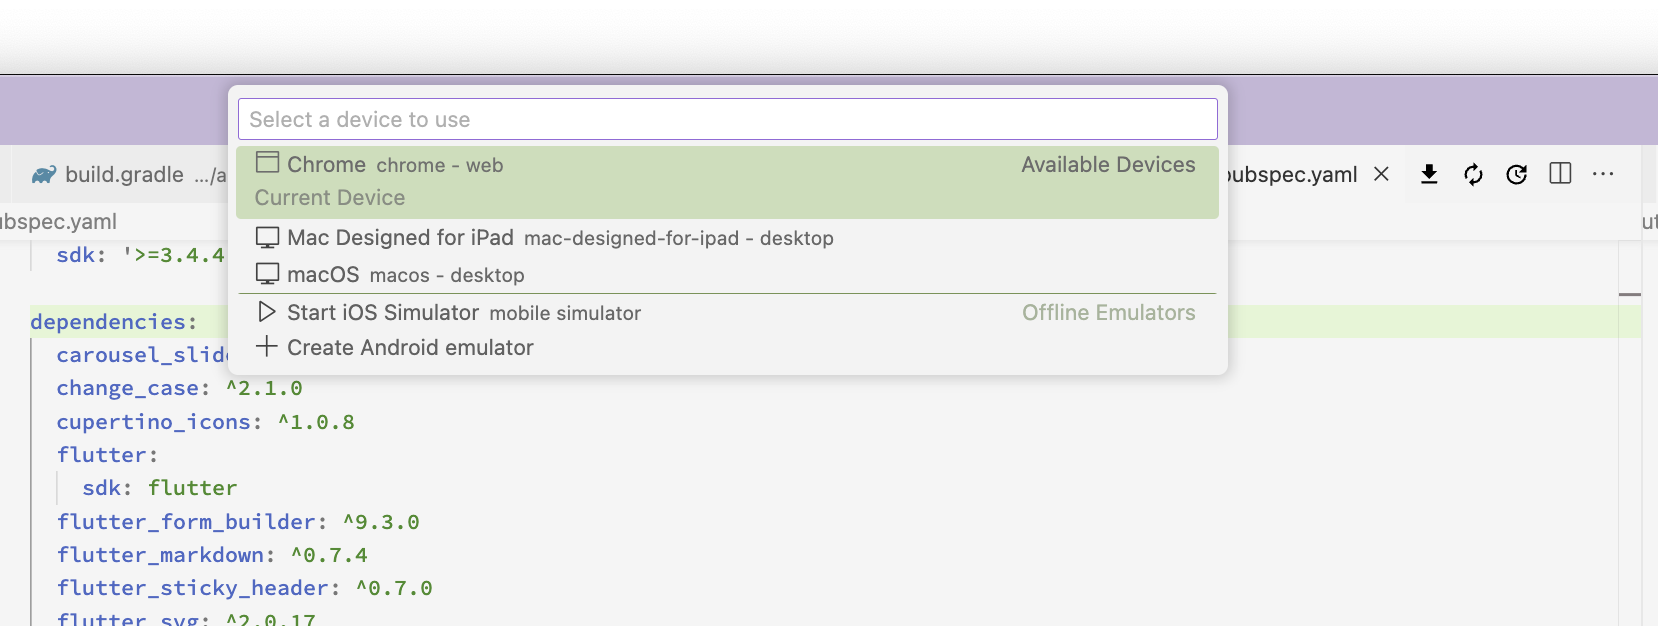 Select a device to use
Chrome chrome - web Available Devices
Current Device
Mac Designed for iPad mac-designed-for-ipad - desktop
macOS macos - desktop
Start iOS Simulator mobile simulator Offline Emulators
Create Android emulator
build.gradle .../a
pubspec.yaml
bspec.yaml
sdk: '>=3.4.4
dependencies:
carousel_slid
change_case: ^2.1.0
cupertino_icons: ^1.0.8
flutter:
sdk: flutter
flutter_form_builder: ^9.3.0
flutter_markdown: ^0.7.4
flutter_sticky_header: ^0.7.0
flutter_svg: ^2.0.17